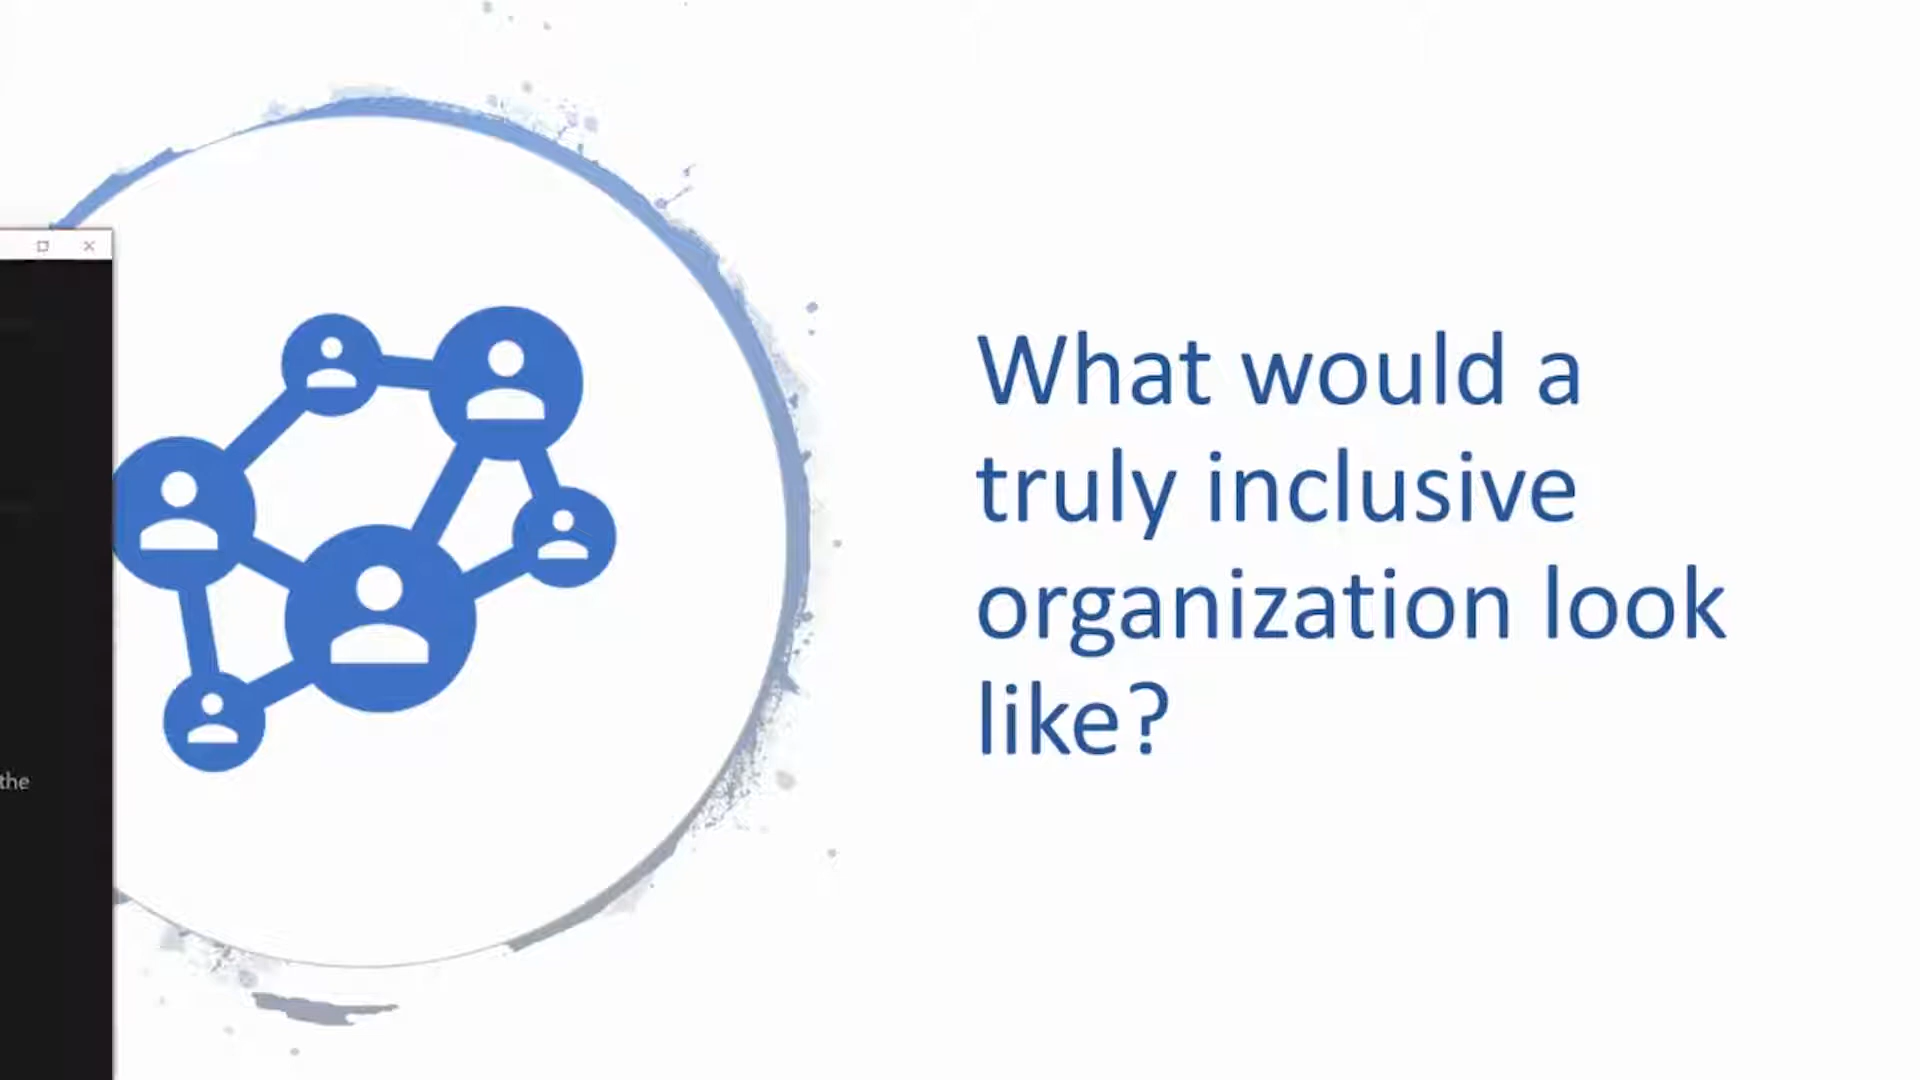 What would a
truly inclusive
organization look
like?
the